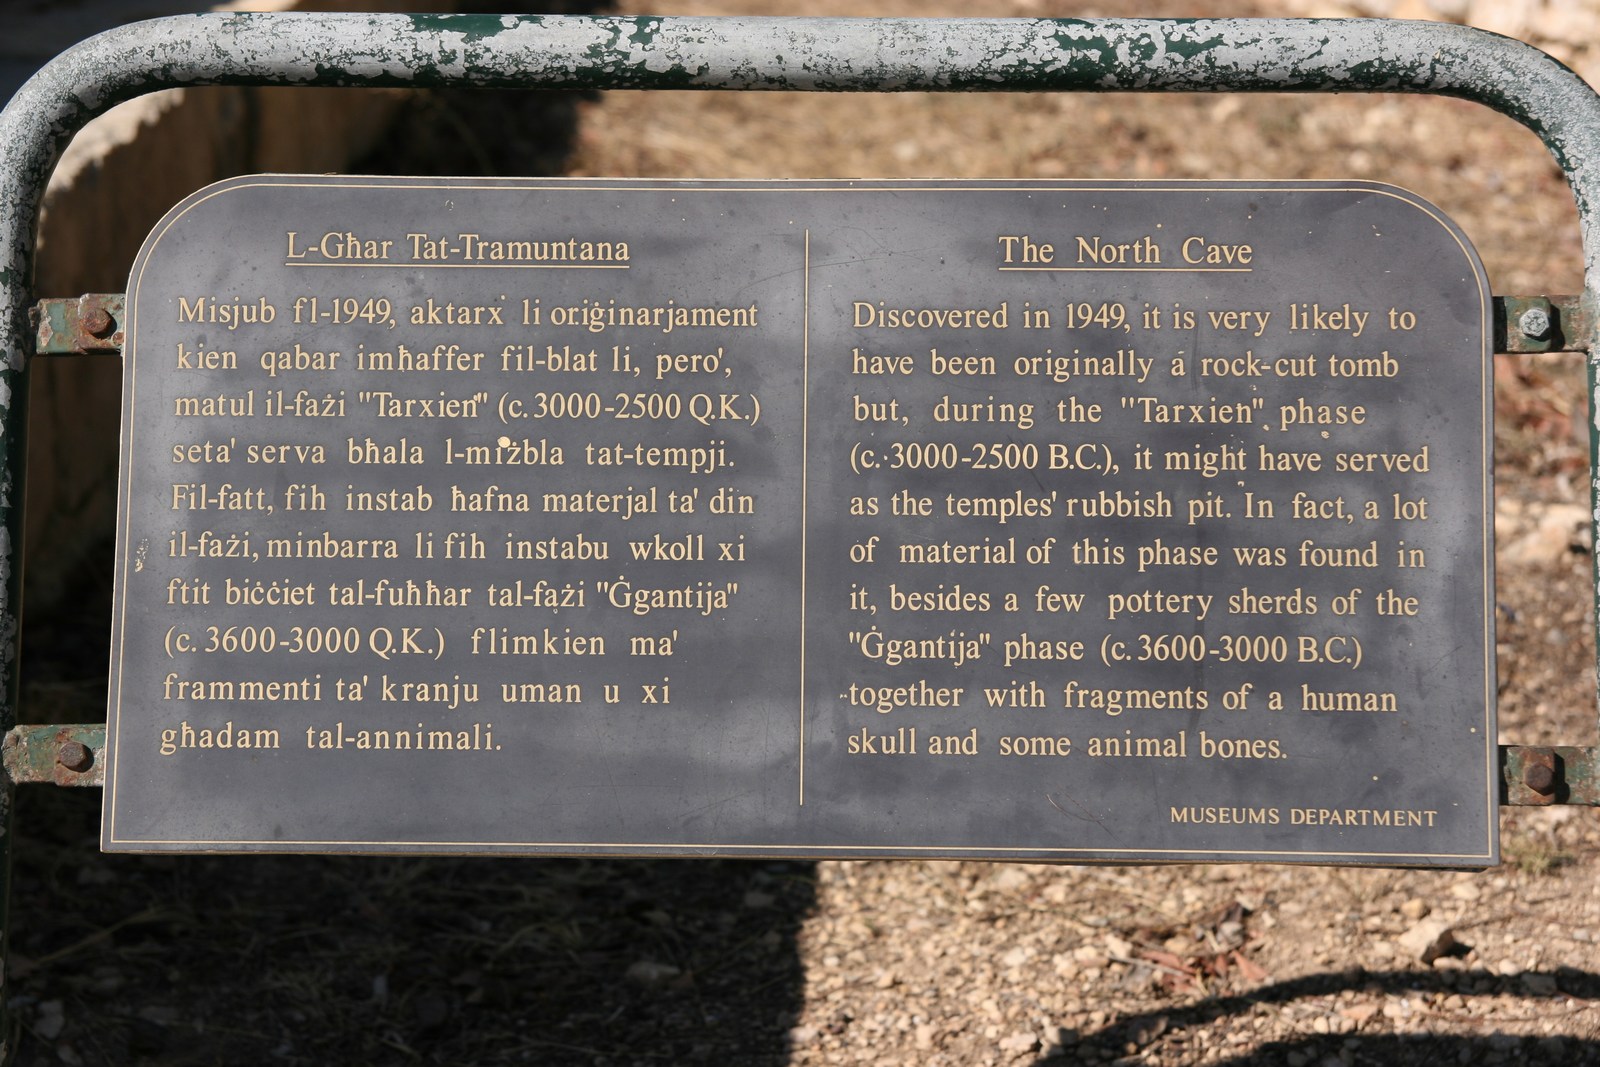 L-Għar Tat-Tramuntana
Misjub fl-1949, aktarx li oriġinarjament
kien qabar imħaffer fil-blat li, pero',
matul il-fażi "Tarxien" (c. 3000-2500 Q.K.)
seta' serva bħala l-miżbla tat-tempji.
Fil-fatt, fih instab ħafna materjal ta' din
il-fażi, minbarra li fih instabu wkoll xi
ftit biċċiet tal-fuħħar tal-fażi "Ġgantija"
(c. 3600-3000 Q.K.) flimkien ma'
frammenti ta' kranju uman u xi
għadam tal-annimali.
The North Cave
Discovered in 1949, it is very likely to
have been originally a rock-cut tomb
but, during the "Tarxien" phase
(c. 3000-2500 B.C.), it might have served
as the temples' rubbish pit. In fact, a lot
of material of this phase was found in
it, besides a few pottery sherds of the
"Ġgantija" phase (c. 3600-3000 B.C.)
together with fragments of a human
skull and some animal bones.
MUSEUMS DEPARTMENT